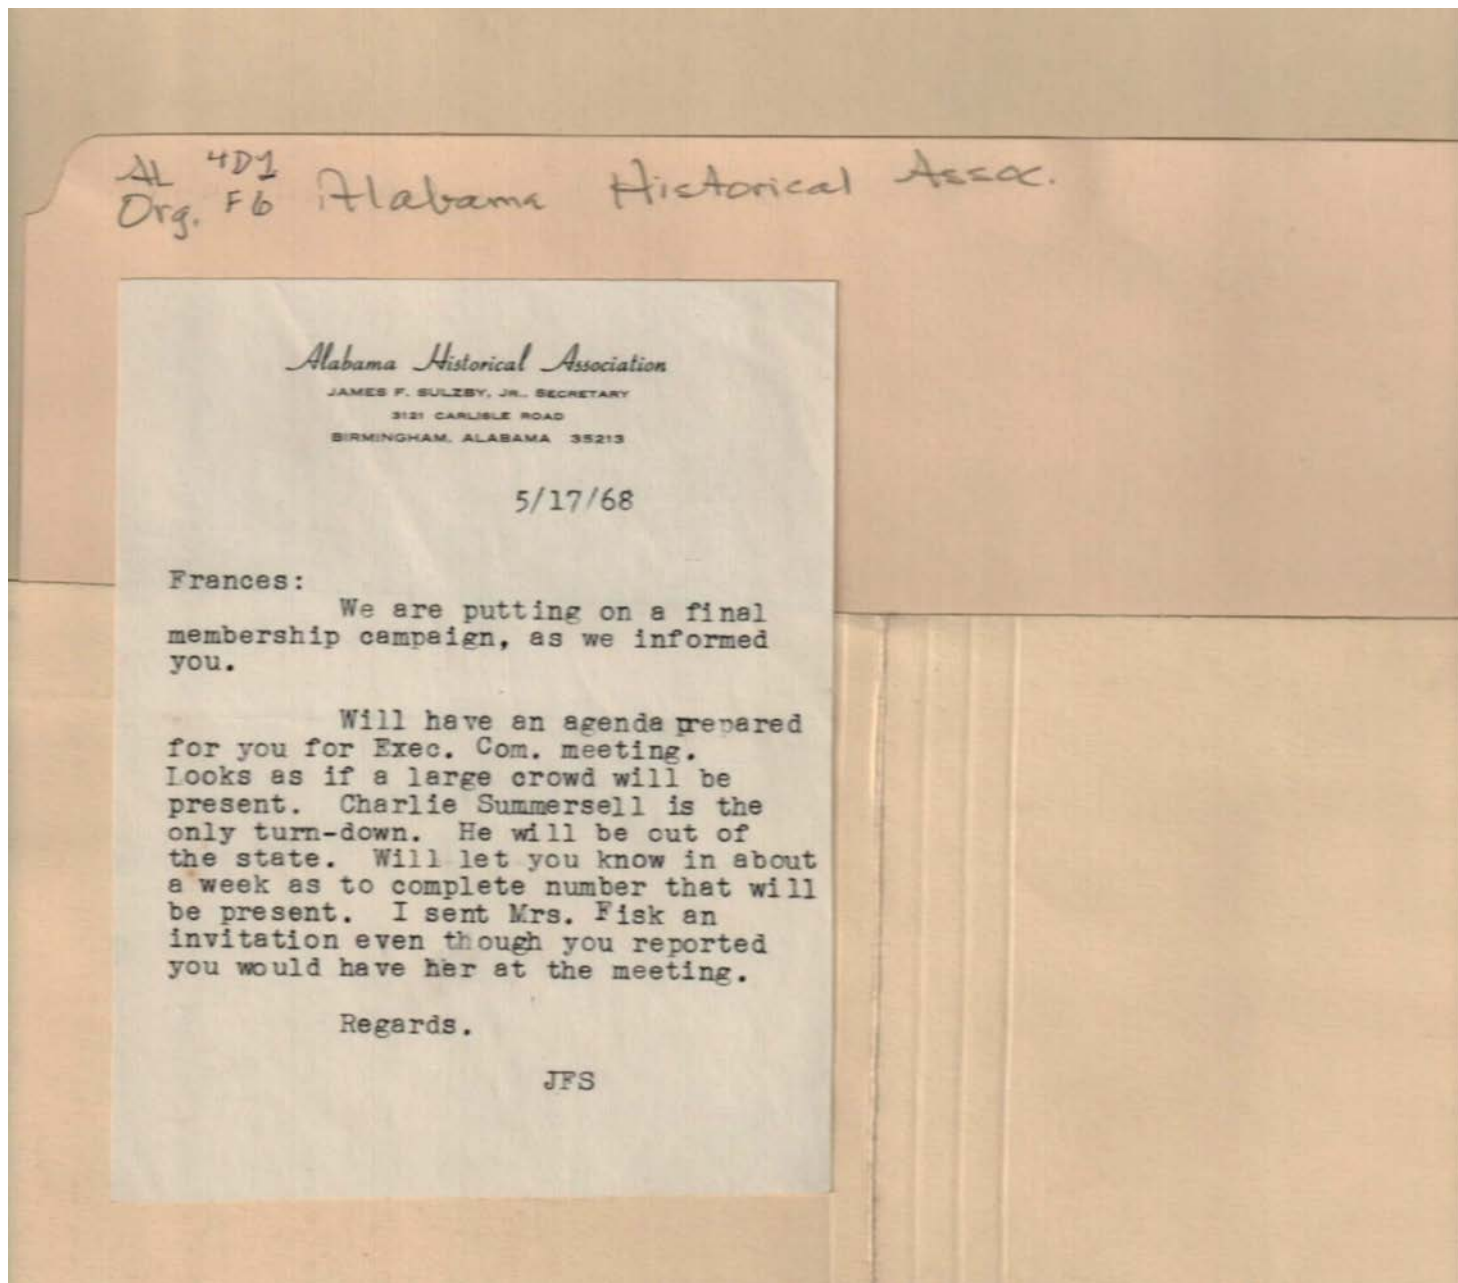 AL 4D1
Org. F6 Alabama Historical Assoc.
Alabama Historical Association
JAMES F. SULZBY, JR., SECRETARY
3121 CARLISLE ROAD
BIRMINGHAM, ALABAMA 35213
5/17/68
Frances:
We are putting on a final
membership campaign, as we informed
you.
Will have an agenda prepared
for you for Exec. Com. meeting.
Looks as if a large crowd will be
present. Charlie Summersell is the
only turn-down. He will be out of
the state. Will let you know in about
a week as to complete number that will
be present. I sent Mrs. Fisk an
invitation even though you reported
you would have her at the meeting.
Regards.
JFS